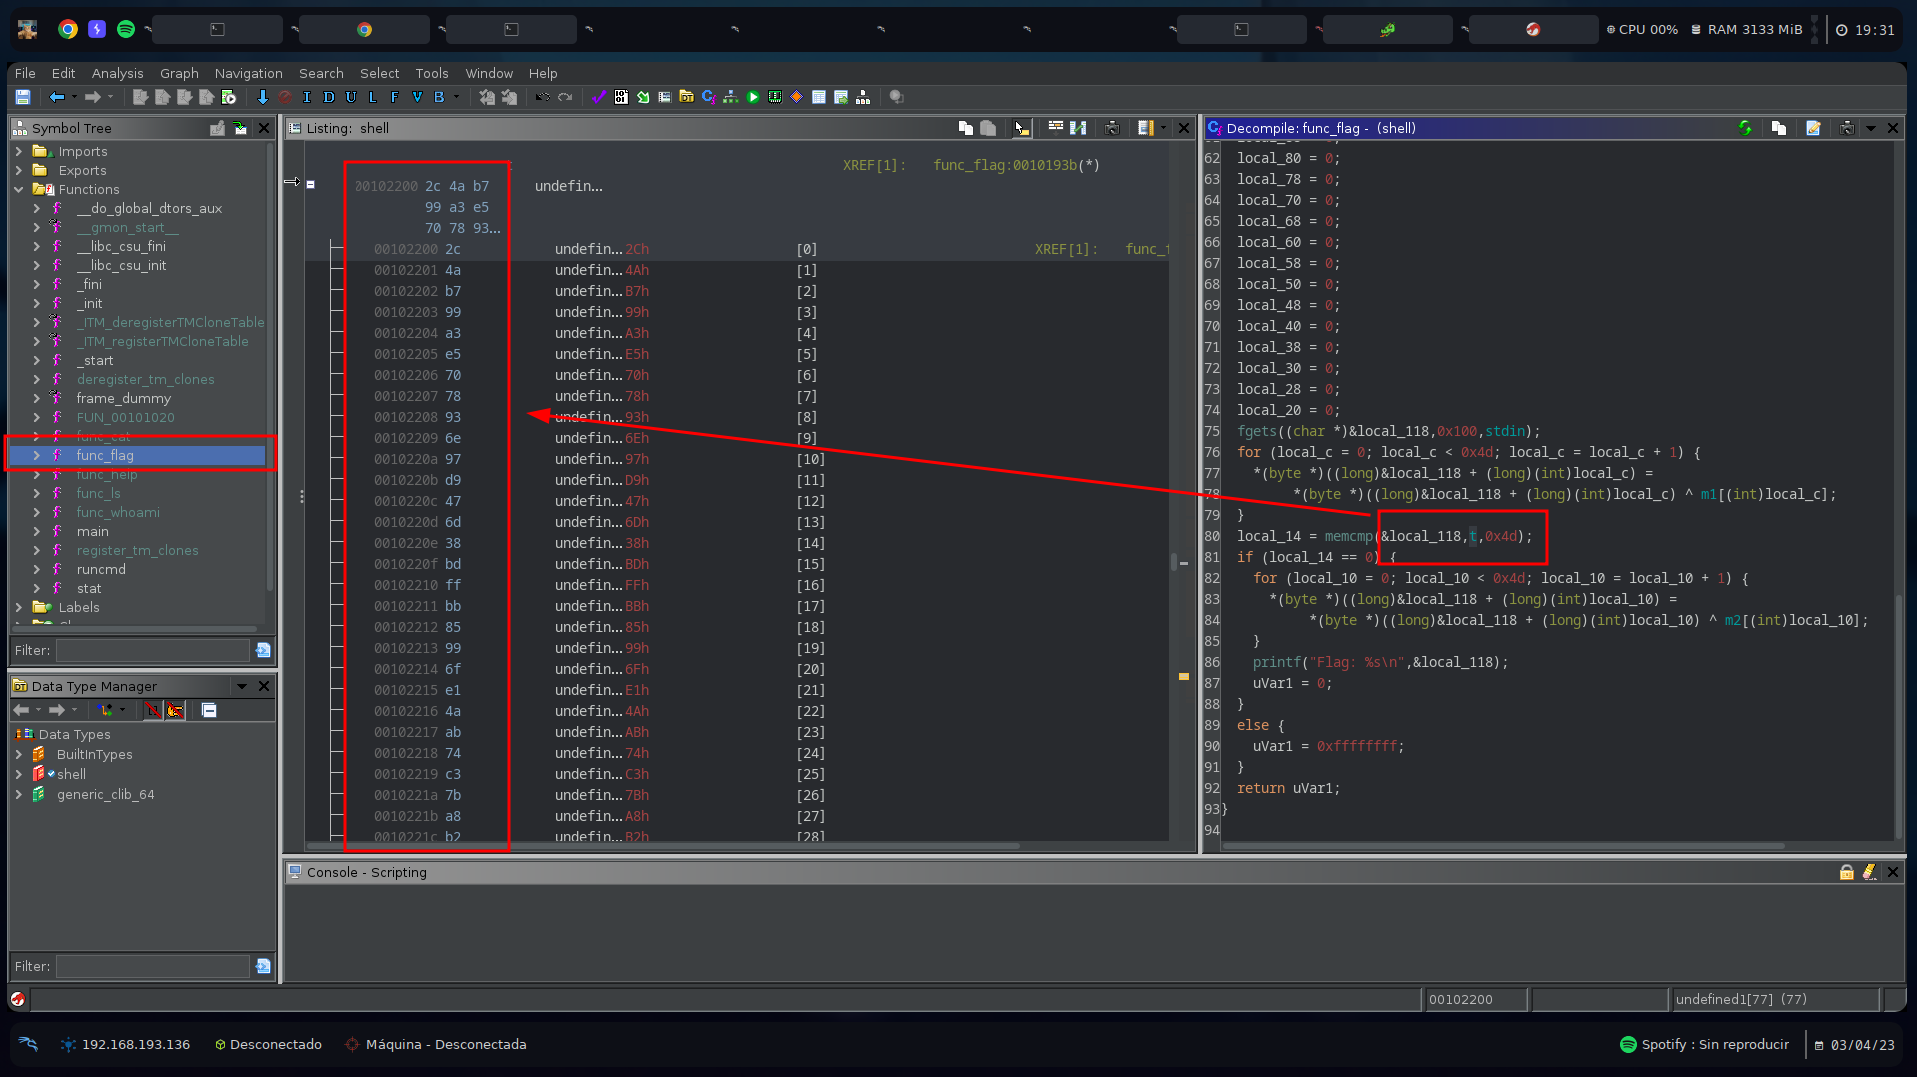 CPU 00%
RAM 3133 MiB
19:31
File Edit Analysis Graph Navigation Search Select Tools Window Help
I D U L F V B
Symbol Tree
Imports
Exports
Functions
__do_global_dtors_aux
__gmon_start__
__libc_csu_fini
__libc_csu_init
_fini
_init
_ITM_deregisterTMCloneTable
_ITM_registerTMCloneTable
_start
deregister_tm_clones
frame_dummy
FUN_00101020
func_cat
func_flag
func_help
func_ls
func_whoami
main
register_tm_clones
runcmd
stat
Labels
Filter:
Data Type Manager
Data Types
BuiltInTypes
shell
generic_clib_64
Filter:
Listing: shell
XREF[1]: func_flag:0010193b(*)
00102200 2c 4a b7 undefin...
99 a3 e5
70 78 93...
00102200 2c undefin...2Ch [0] XREF[1]: func_f
00102201 4a undefin...4Ah [1]
00102202 b7 undefin...B7h [2]
00102203 99 undefin...99h [3]
00102204 a3 undefin...A3h [4]
00102205 e5 undefin...E5h [5]
00102206 70 undefin...70h [6]
00102207 78 undefin...78h [7]
00102208 93 undefin...93h [8]
00102209 6e undefin...6Eh [9]
0010220a 97 undefin...97h [10]
0010220b d9 undefin...D9h [11]
0010220c 47 undefin...47h [12]
0010220d 6d undefin...6Dh [13]
0010220e 38 undefin...38h [14]
0010220f bd undefin...BDh [15]
00102210 ff undefin...FFh [16]
00102211 bb undefin...BBh [17]
00102212 85 undefin...85h [18]
00102213 99 undefin...99h [19]
00102214 6f undefin...6Fh [20]
00102215 e1 undefin...E1h [21]
00102216 4a undefin...4Ah [22]
00102217 ab undefin...ABh [23]
00102218 74 undefin...74h [24]
00102219 c3 undefin...C3h [25]
0010221a 7b undefin...7Bh [26]
0010221b a8 undefin...A8h [27]
0010221c b2 undefin...B2h [28]
Decompile: func_flag - (shell)
62 local_80 = 0;
63 local_78 = 0;
64 local_70 = 0;
65 local_68 = 0;
66 local_60 = 0;
67 local_58 = 0;
68 local_50 = 0;
69 local_48 = 0;
70 local_40 = 0;
71 local_38 = 0;
72 local_30 = 0;
73 local_28 = 0;
74 local_20 = 0;
75 fgets((char *)&local_118,0x100,stdin);
76 for (local_c = 0; local_c < 0x4d; local_c = local_c + 1) {
77 *(byte *)((long)&local_118 + (long)(int)local_c) =
78 *(byte *)((long)&local_118 + (long)(int)local_c) ^ m1[(int)local_c];
79 }
80 local_14 = memcmp(&local_118,t,0x4d);
81 if (local_14 == 0) {
82 for (local_10 = 0; local_10 < 0x4d; local_10 = local_10 + 1) {
83 *(byte *)((long)&local_118 + (long)(int)local_10) =
84 *(byte *)((long)&local_118 + (long)(int)local_10) ^ m2[(int)local_10];
85 }
86 printf("Flag: %s\n",&local_118);
87 uVar1 = 0;
88 }
89 else {
90 uVar1 = 0xffffffff;
91 }
92 return uVar1;
93 }
94
Console - Scripting
00102200
undefined1[77] (77)
192.168.193.136
Desconectado
Máquina - Desconectada
Spotify : Sin reproducir
03/04/23